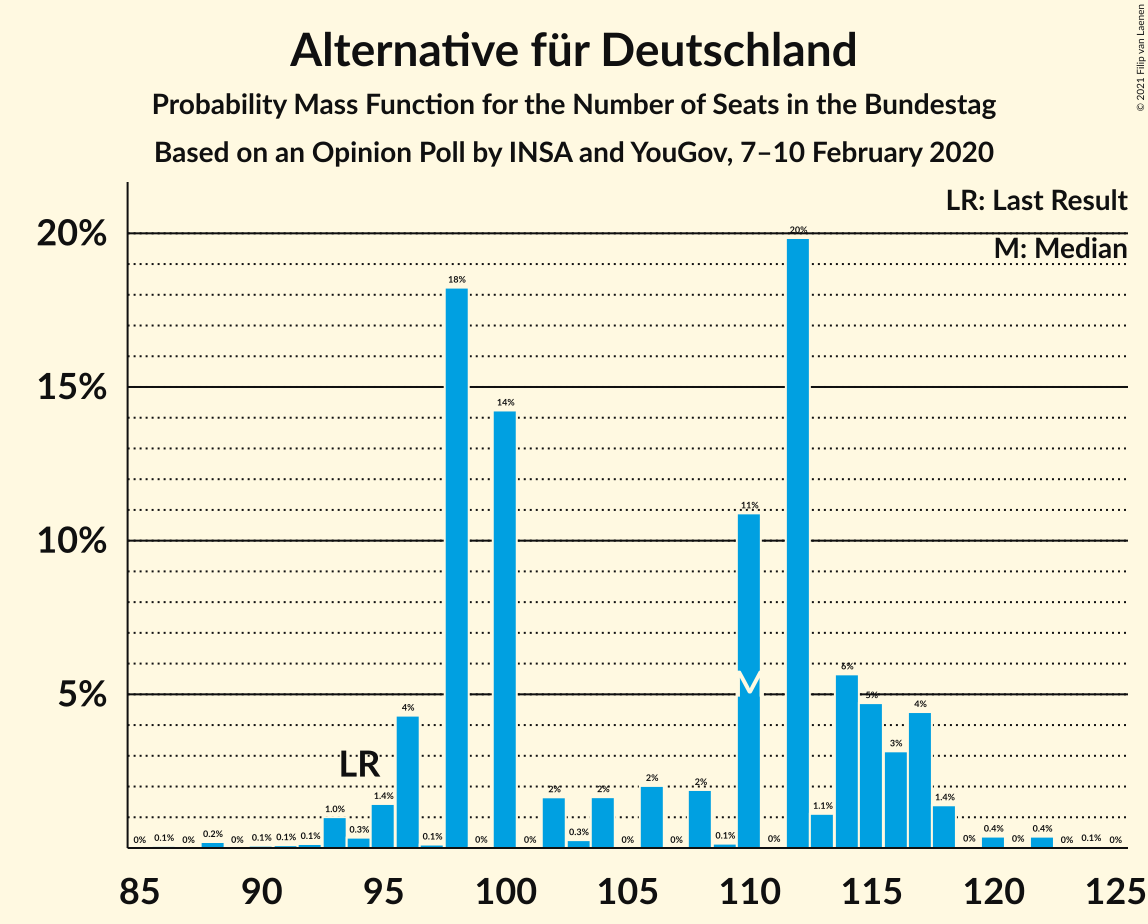 Alternative für Deutschland
Probability Mass Function for the Number of Seats in the Bundestag
Based on an Opinion Poll by INSA and YouGov, 7–10 February 2020
© 2021 Filip van Laenen
LR: Last Result
M: Median
20%
15%
10%
5%
0% 0.1% 0% 0.2% 0% 0.1% 0.1% 0.1% 1.0% 0.3% 1.4% 4% 0.1% 18% 0% 14% 0% 2% 0.3% 2% 0% 2% 0% 2% 0.1% 11% 0% 20% 1.1% 6% 5% 3% 4% 1.4% 0% 0.4% 0% 0.4% 0% 0.1% 0%
LR
M
85 90 95 100 105 110 115 120 125